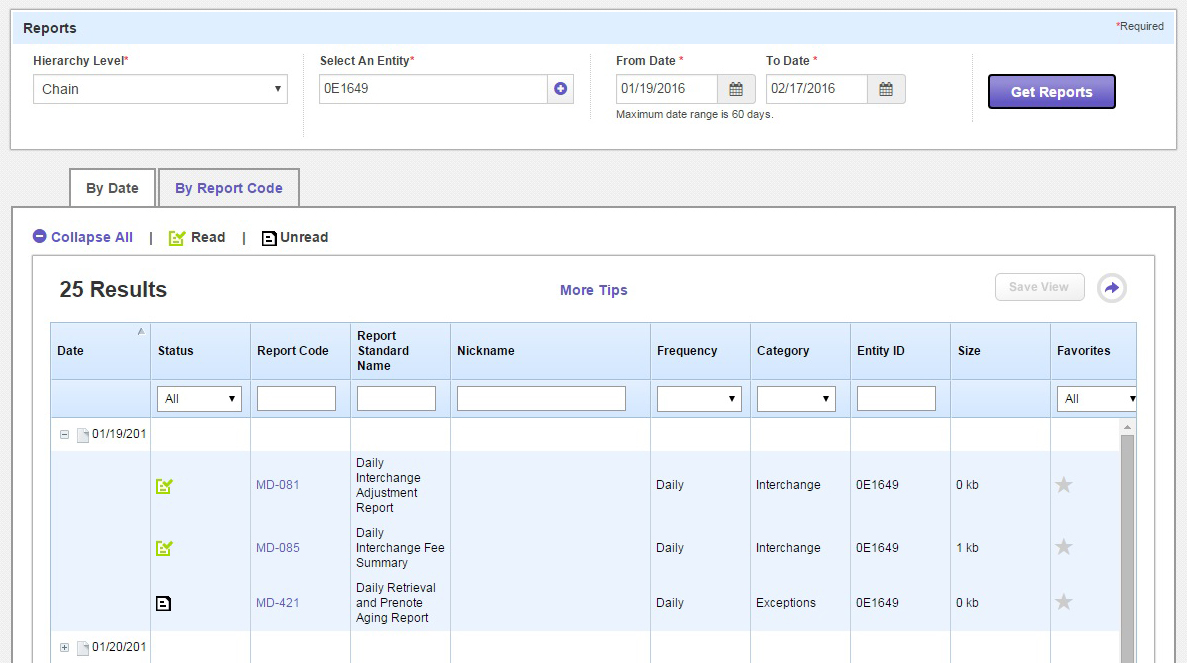 Reports
*Required
Hierarchy Level*
Select An Entity*
From Date *
To Date *
Chain
0E1649
01/19/2016
02/17/2016
Get Reports
Maximum date range is 60 days.
By Date
By Report Code
Collapse All | Read | Unread
25 Results
More Tips
Save View
Date
Status
Report Code
Report
Standard
Name
Nickname
Frequency
Category
Entity ID
Size
Favorites
All
All
01/19/201
MD-081
Daily
Interchange
Adjustment
Report
Daily
Interchange
0E1649
0 kb
MD-085
Daily
Interchange Fee
Summary
Daily
Interchange
0E1649
1 kb
MD-421
Daily Retrieval
and Prenote
Aging Report
Daily
Exceptions
0E1649
0 kb
01/20/201